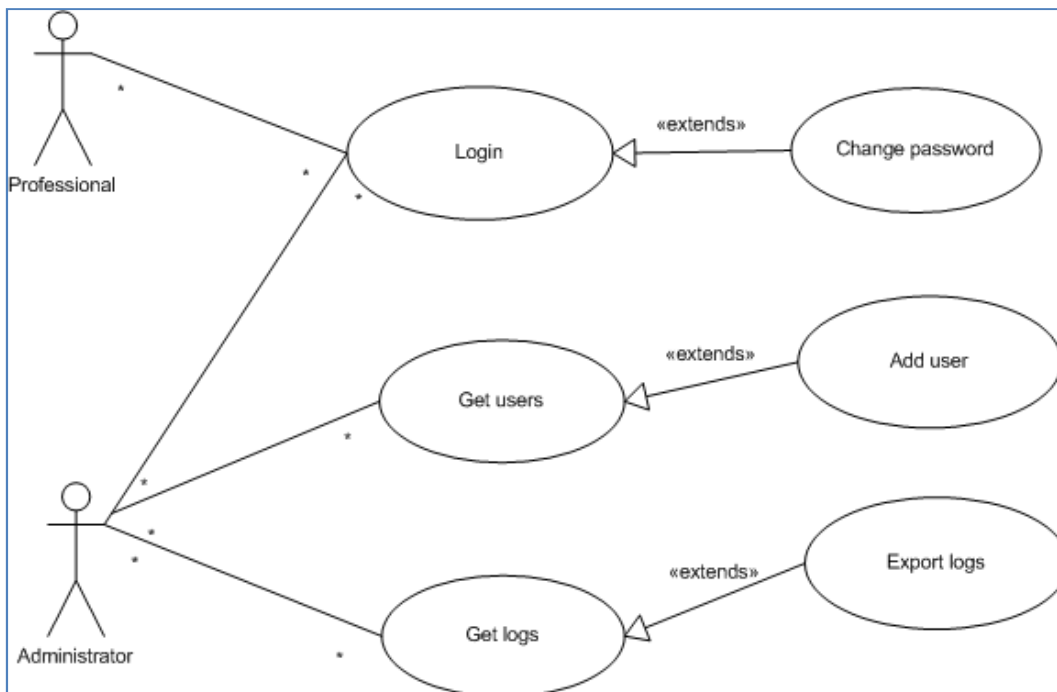 *
Professional
*
*
Login
«extends»
Change password
Get users
*
«extends»
Add user
*
*
*
Administrator
Get logs
*
«extends»
Export logs